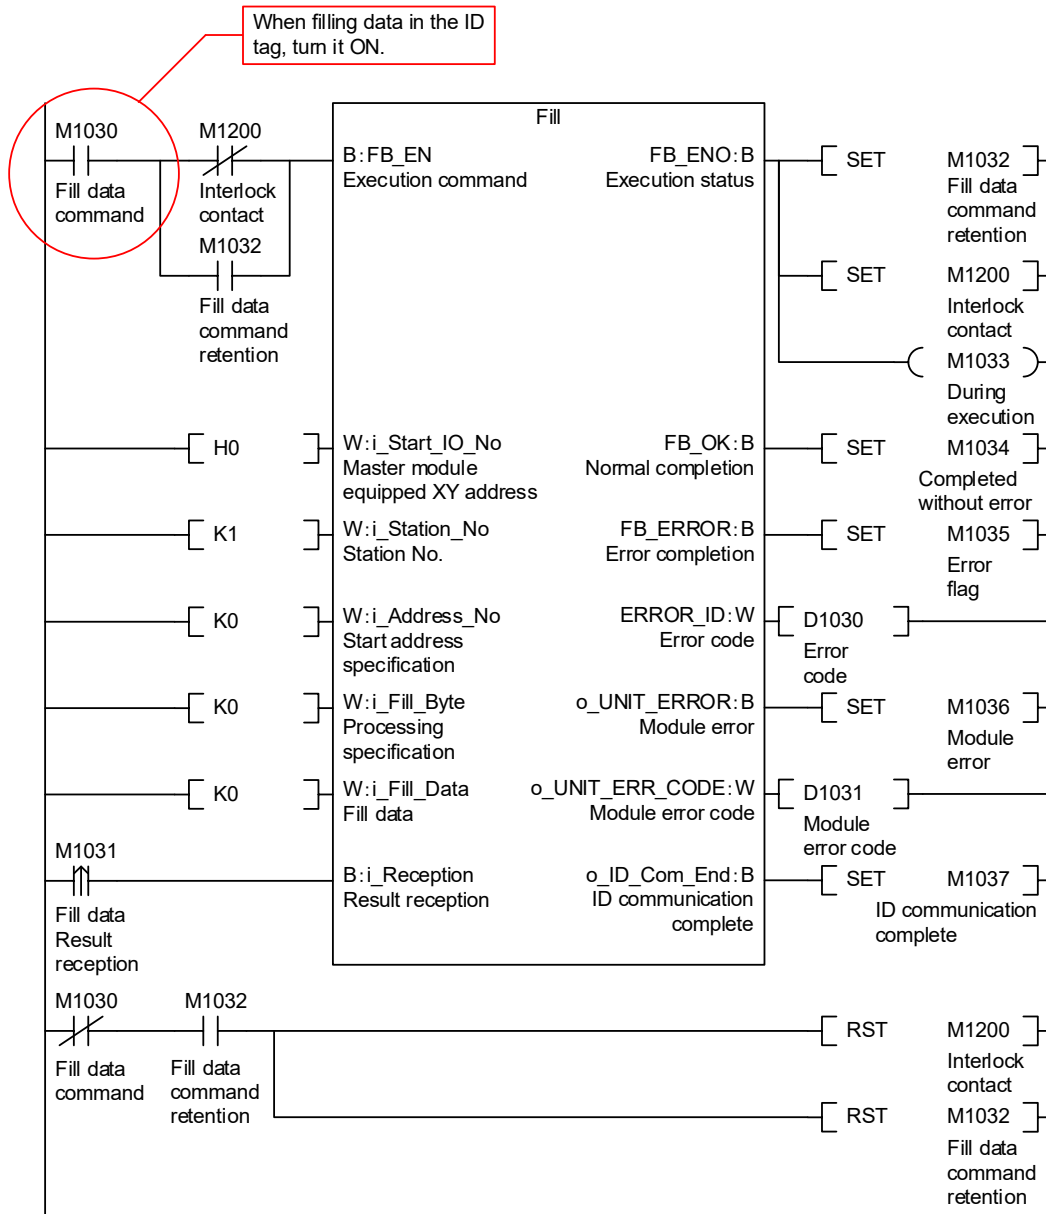 When filling data in the ID
tag, turn it ON.
Fill
M1030
Fill data
command
M1200
Interlock
contact
M1032
Fill data
command
retention
B:FB_EN
Execution command
FB_ENO:B
Execution status
SET M1032
Fill data
command
retention
SET M1200
Interlock
contact
M1033
During
execution
H0
W:i_Start_IO_No
Master module
equipped XY address
FB_OK:B
Normal completion
SET M1034
Completed
without error
K1
W:i_Station_No
Station No.
FB_ERROR:B
Error completion
SET M1035
Error
flag
K0
W:i_Address_No
Start address
specification
ERROR_ID:W
Error code
D1030
Error
code
K0
W:i_Fill_Byte
Processing
specification
o_UNIT_ERROR:B
Module error
SET M1036
Module
error
K0
W:i_Fill_Data
Fill data
o_UNIT_ERR_CODE:W
Module error code
D1031
Module
error code
M1031
Fill data
Result
reception
B:i_Reception
Result reception
o_ID_Com_End:B
ID communication
complete
SET M1037
ID communication
complete
M1030
Fill data
command
M1032
Fill data
command
retention
RST M1200
Interlock
contact
RST M1032
Fill data
command
retention